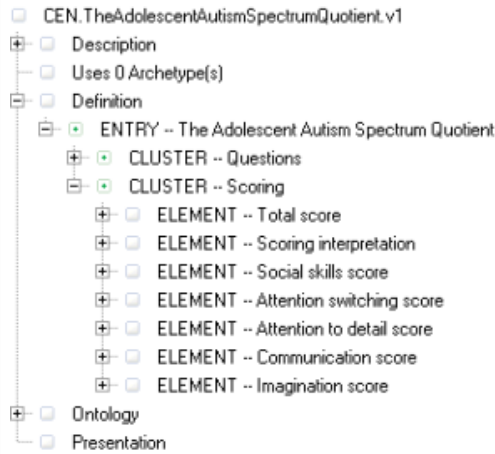 CEN.TheAdolescentAutismSpectrumQuotient.v1
Description
Uses 0 Archetype(s)
Definition
ENTRY -- The Adolescent Autism Spectrum Quotient
CLUSTER -- Questions
CLUSTER -- Scoring
ELEMENT -- Total score
ELEMENT -- Scoring interpretation
ELEMENT -- Social skills score
ELEMENT -- Attention switching score
ELEMENT -- Attention to detail score
ELEMENT -- Communication score
ELEMENT -- Imagination score
Ontology
Presentation